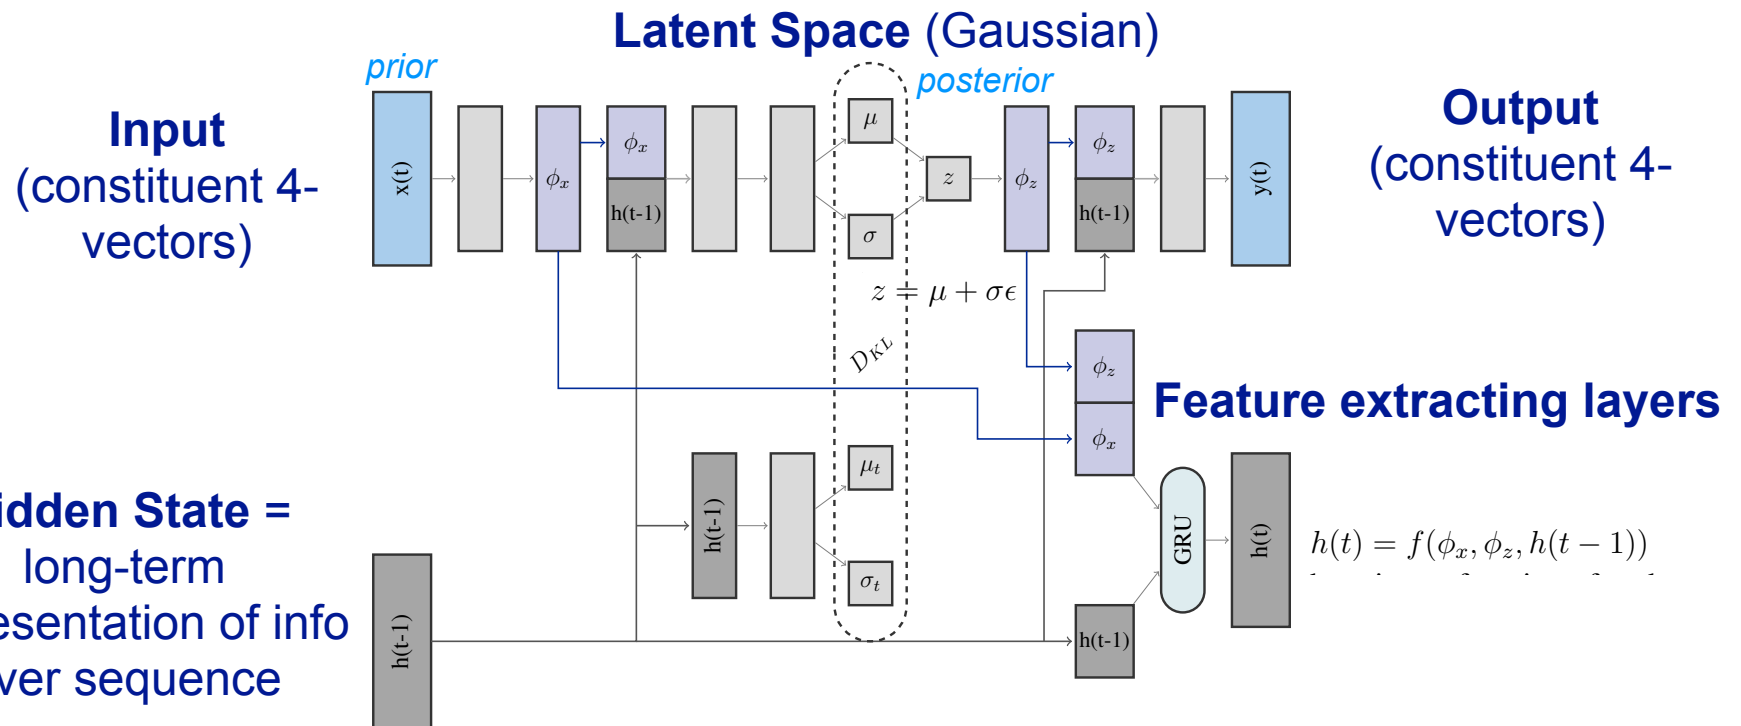 Latent Space (Gaussian)
prior
posterior
Input
(constituent 4-
vectors)
x(t)
ϕx
ϕx
h(t-1)
μ
σ
z
ϕz
ϕz
h(t-1)
y(t)
Output
(constituent 4-
vectors)
z = μ + σϵ
DKL
ϕz
ϕx
Feature extracting layers
idden State =
long-term
esentation of info
ver sequence
h(t-1)
h(t-1)
μt
σt
GRU
h(t-1)
h(t)
h(t) = f(ϕx, ϕz, h(t − 1))